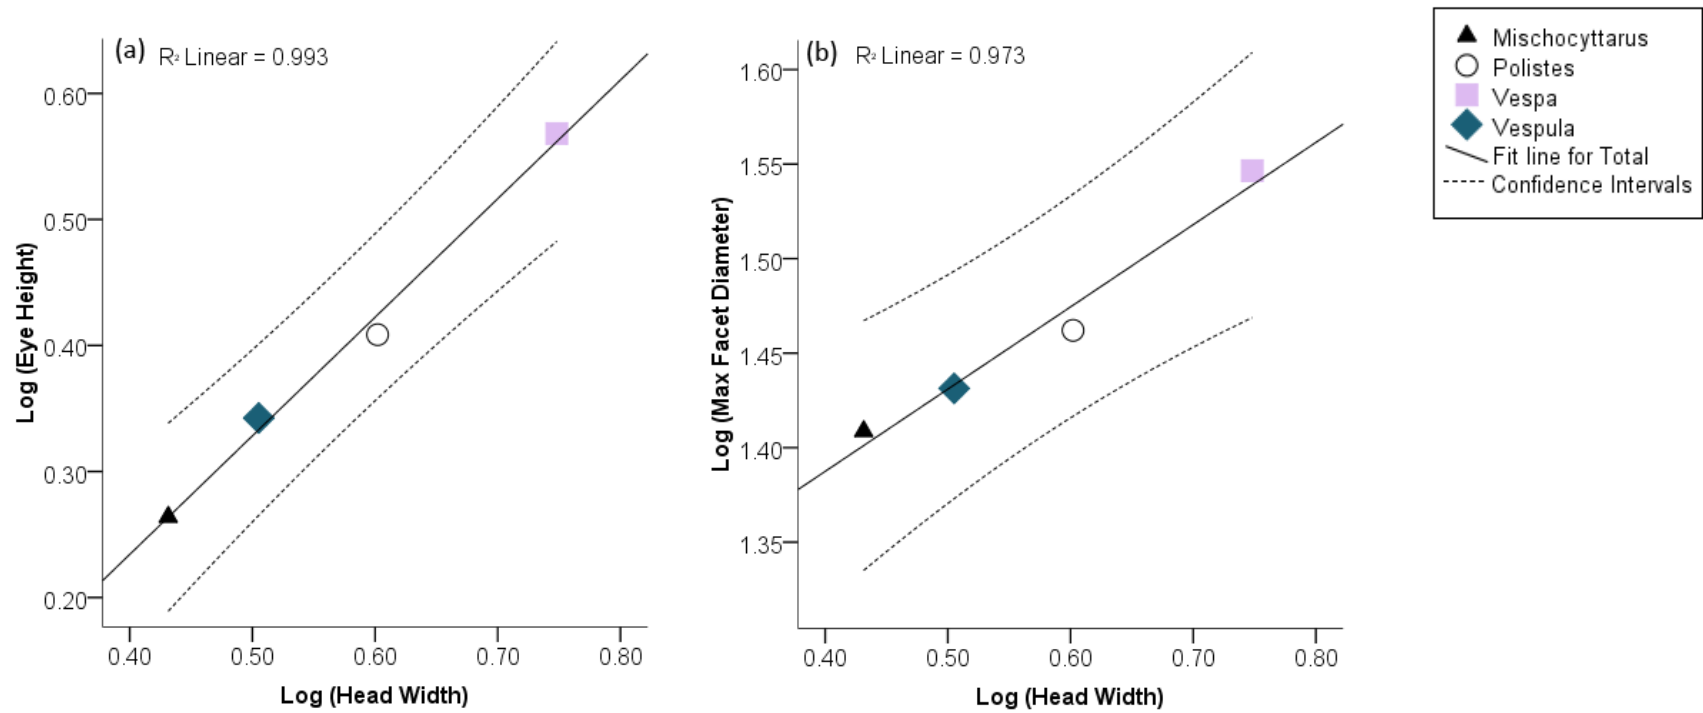 (a) R² Linear = 0.993
0.60
0.50
0.40
0.30
0.20
Log (Eye Height)
0.40 0.50 0.60 0.70 0.80
Log (Head Width)
(b) R² Linear = 0.973
1.60
1.55
1.50
1.45
1.40
1.35
Log (Max Facet Diameter)
0.40 0.50 0.60 0.70 0.80
Log (Head Width)
Mischocyttarus
Polistes
Vespa
Vespula
Fit line for Total
Confidence Intervals